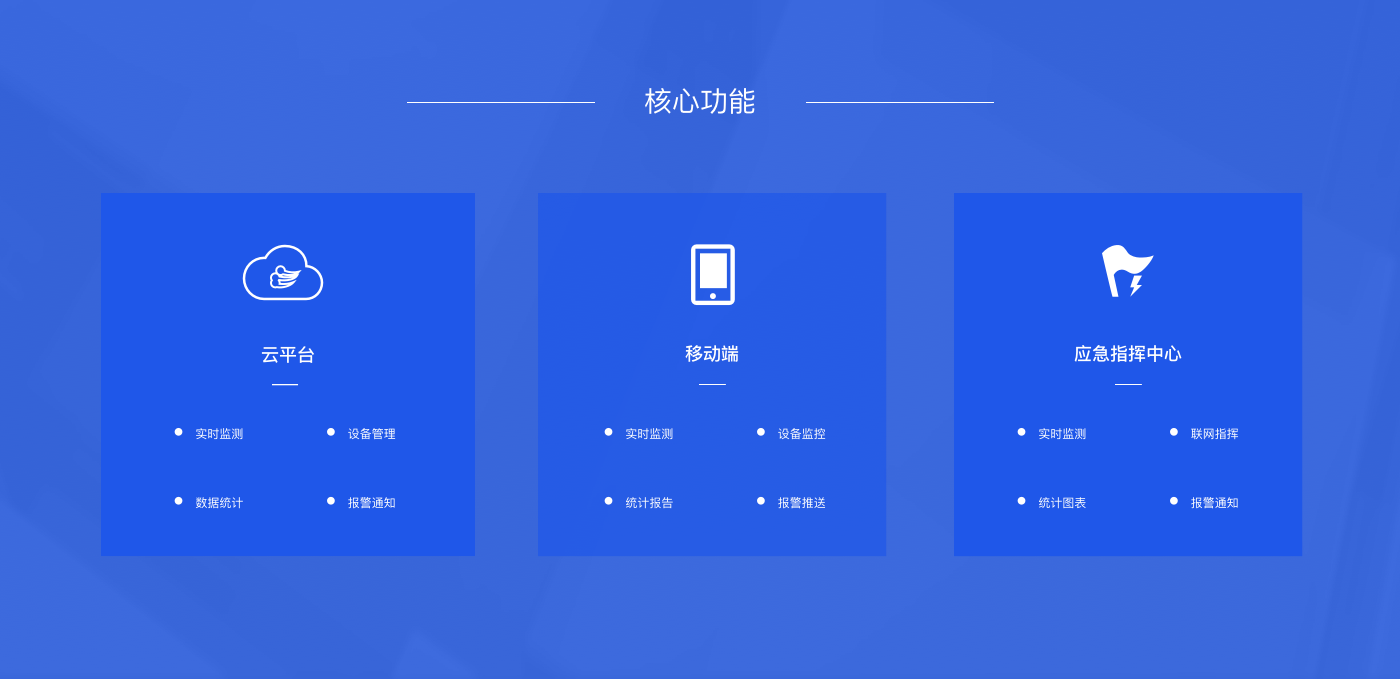 核心功能
云平台
实时监测
设备管理
数据统计
报警通知
移动端
实时监测
设备监控
统计报告
报警推送
应急指挥中心
实时监测
联网指挥
统计图表
报警通知